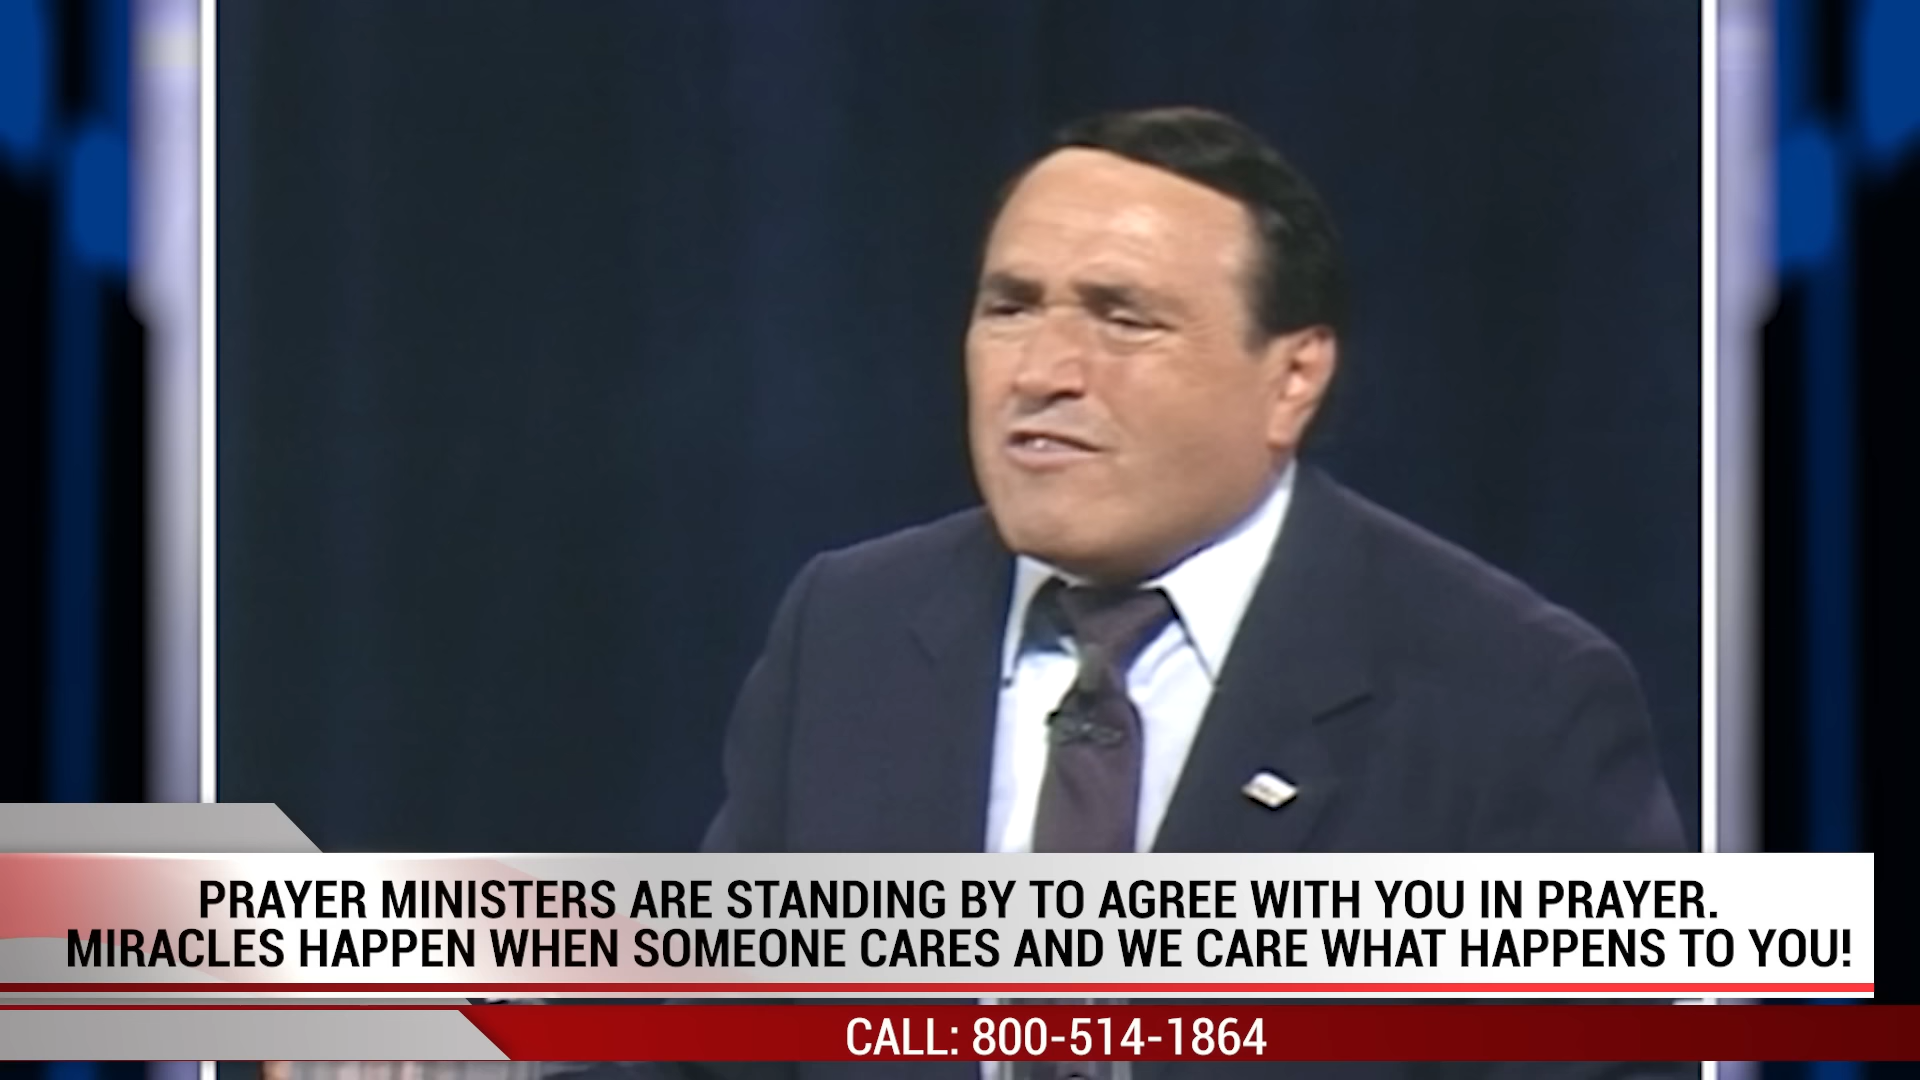 PRAYER MINISTERS ARE STANDING BY TO AGREE WITH YOU IN PRAYER.
MIRACLES HAPPEN WHEN SOMEONE CARES AND WE CARE WHAT HAPPENS TO YOU!
CALL: 800-514-1864